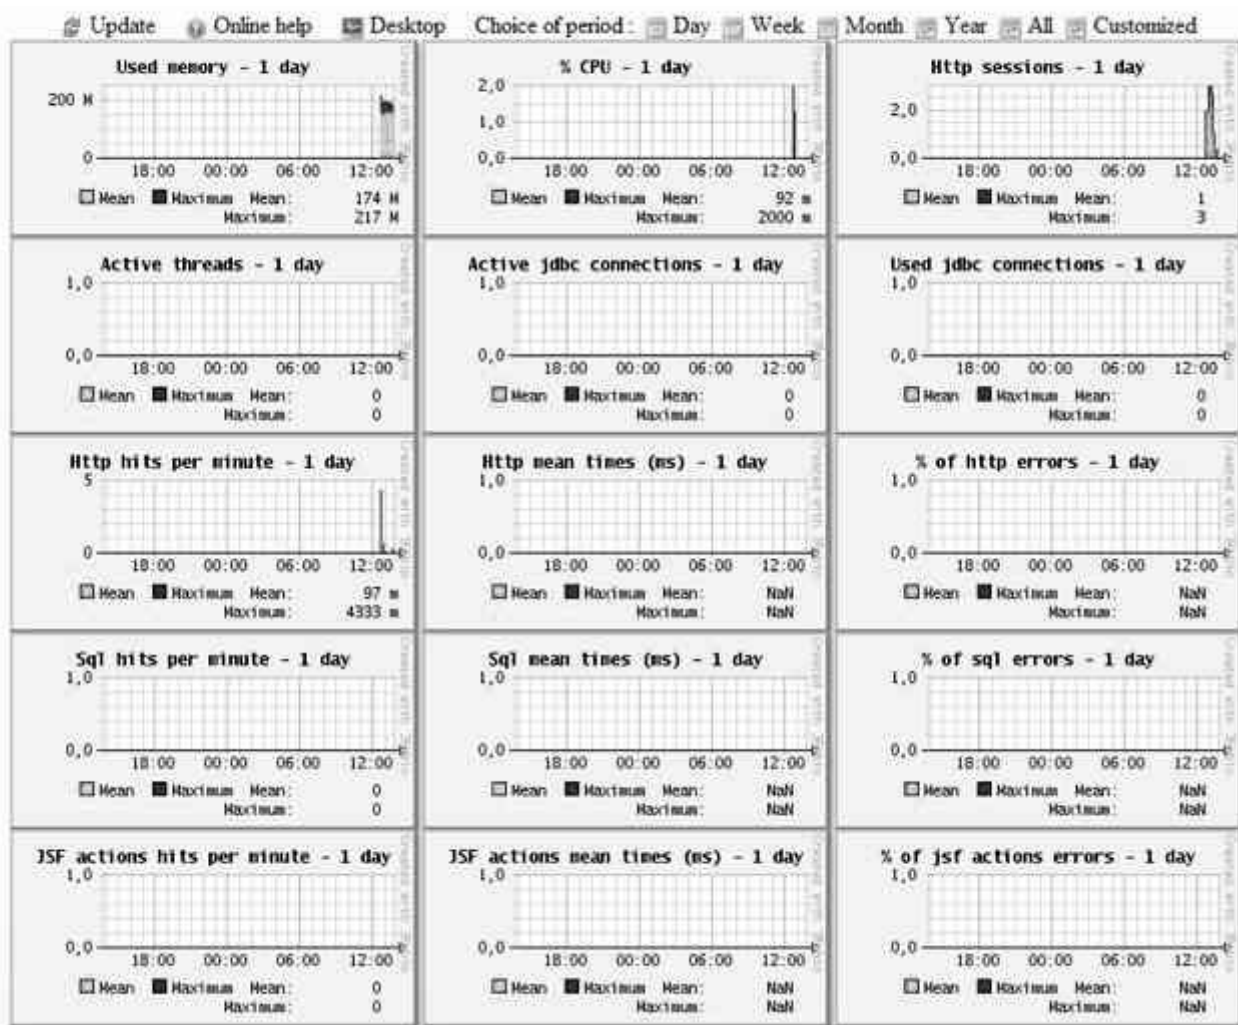 Update Online help Desktop Choice of period : Day Week Month Year All Customized
Used memory - 1 day
200 M
0
18:00 00:00 06:00 12:00
Mean Maximum Mean: 174 M
Maximum: 217 M
% CPU - 1 day
2,0
1,0
0,0
18:00 00:00 06:00 12:00
Mean Maximum Mean: 92 m
Maximum: 2000 m
Http sessions - 1 day
2,0
0,0
18:00 00:00 06:00 12:00
Mean Maximum Mean: 1
Maximum: 3
Active threads - 1 day
1,0
0,0
18:00 00:00 06:00 12:00
Mean Maximum Mean: 0
Maximum: 0
Active jdbc connections - 1 day
1,0
0,0
18:00 00:00 06:00 12:00
Mean Maximum Mean: 0
Maximum: 0
Used jdbc connections - 1 day
1,0
0,0
18:00 00:00 06:00 12:00
Mean Maximum Mean: 0
Maximum: 0
Http hits per minute - 1 day
5
0
18:00 00:00 06:00 12:00
Mean Maximum Mean: 97 m
Maximum: 4333 m
Http mean times (ms) - 1 day
1,0
0,0
18:00 00:00 06:00 12:00
Mean Maximum Mean: NaN
Maximum: NaN
% of http errors - 1 day
1,0
0,0
18:00 00:00 06:00 12:00
Mean Maximum Mean: NaN
Maximum: NaN
Sql hits per minute - 1 day
1,0
0,0
18:00 00:00 06:00 12:00
Mean Maximum Mean: 0
Maximum: 0
Sql mean times (ms) - 1 day
1,0
0,0
18:00 00:00 06:00 12:00
Mean Maximum Mean: NaN
Maximum: NaN
% of sql errors - 1 day
1,0
0,0
18:00 00:00 06:00 12:00
Mean Maximum Mean: NaN
Maximum: NaN
JSF actions hits per minute - 1 day
1,0
0,0
18:00 00:00 06:00 12:00
Mean Maximum Mean: 0
Maximum: 0
JSF actions mean times (ms) - 1 day
1,0
0,0
18:00 00:00 06:00 12:00
Mean Maximum Mean: NaN
Maximum: NaN
% of jsf actions errors - 1 day
1,0
0,0
18:00 00:00 06:00 12:00
Mean Maximum Mean: NaN
Maximum: NaN